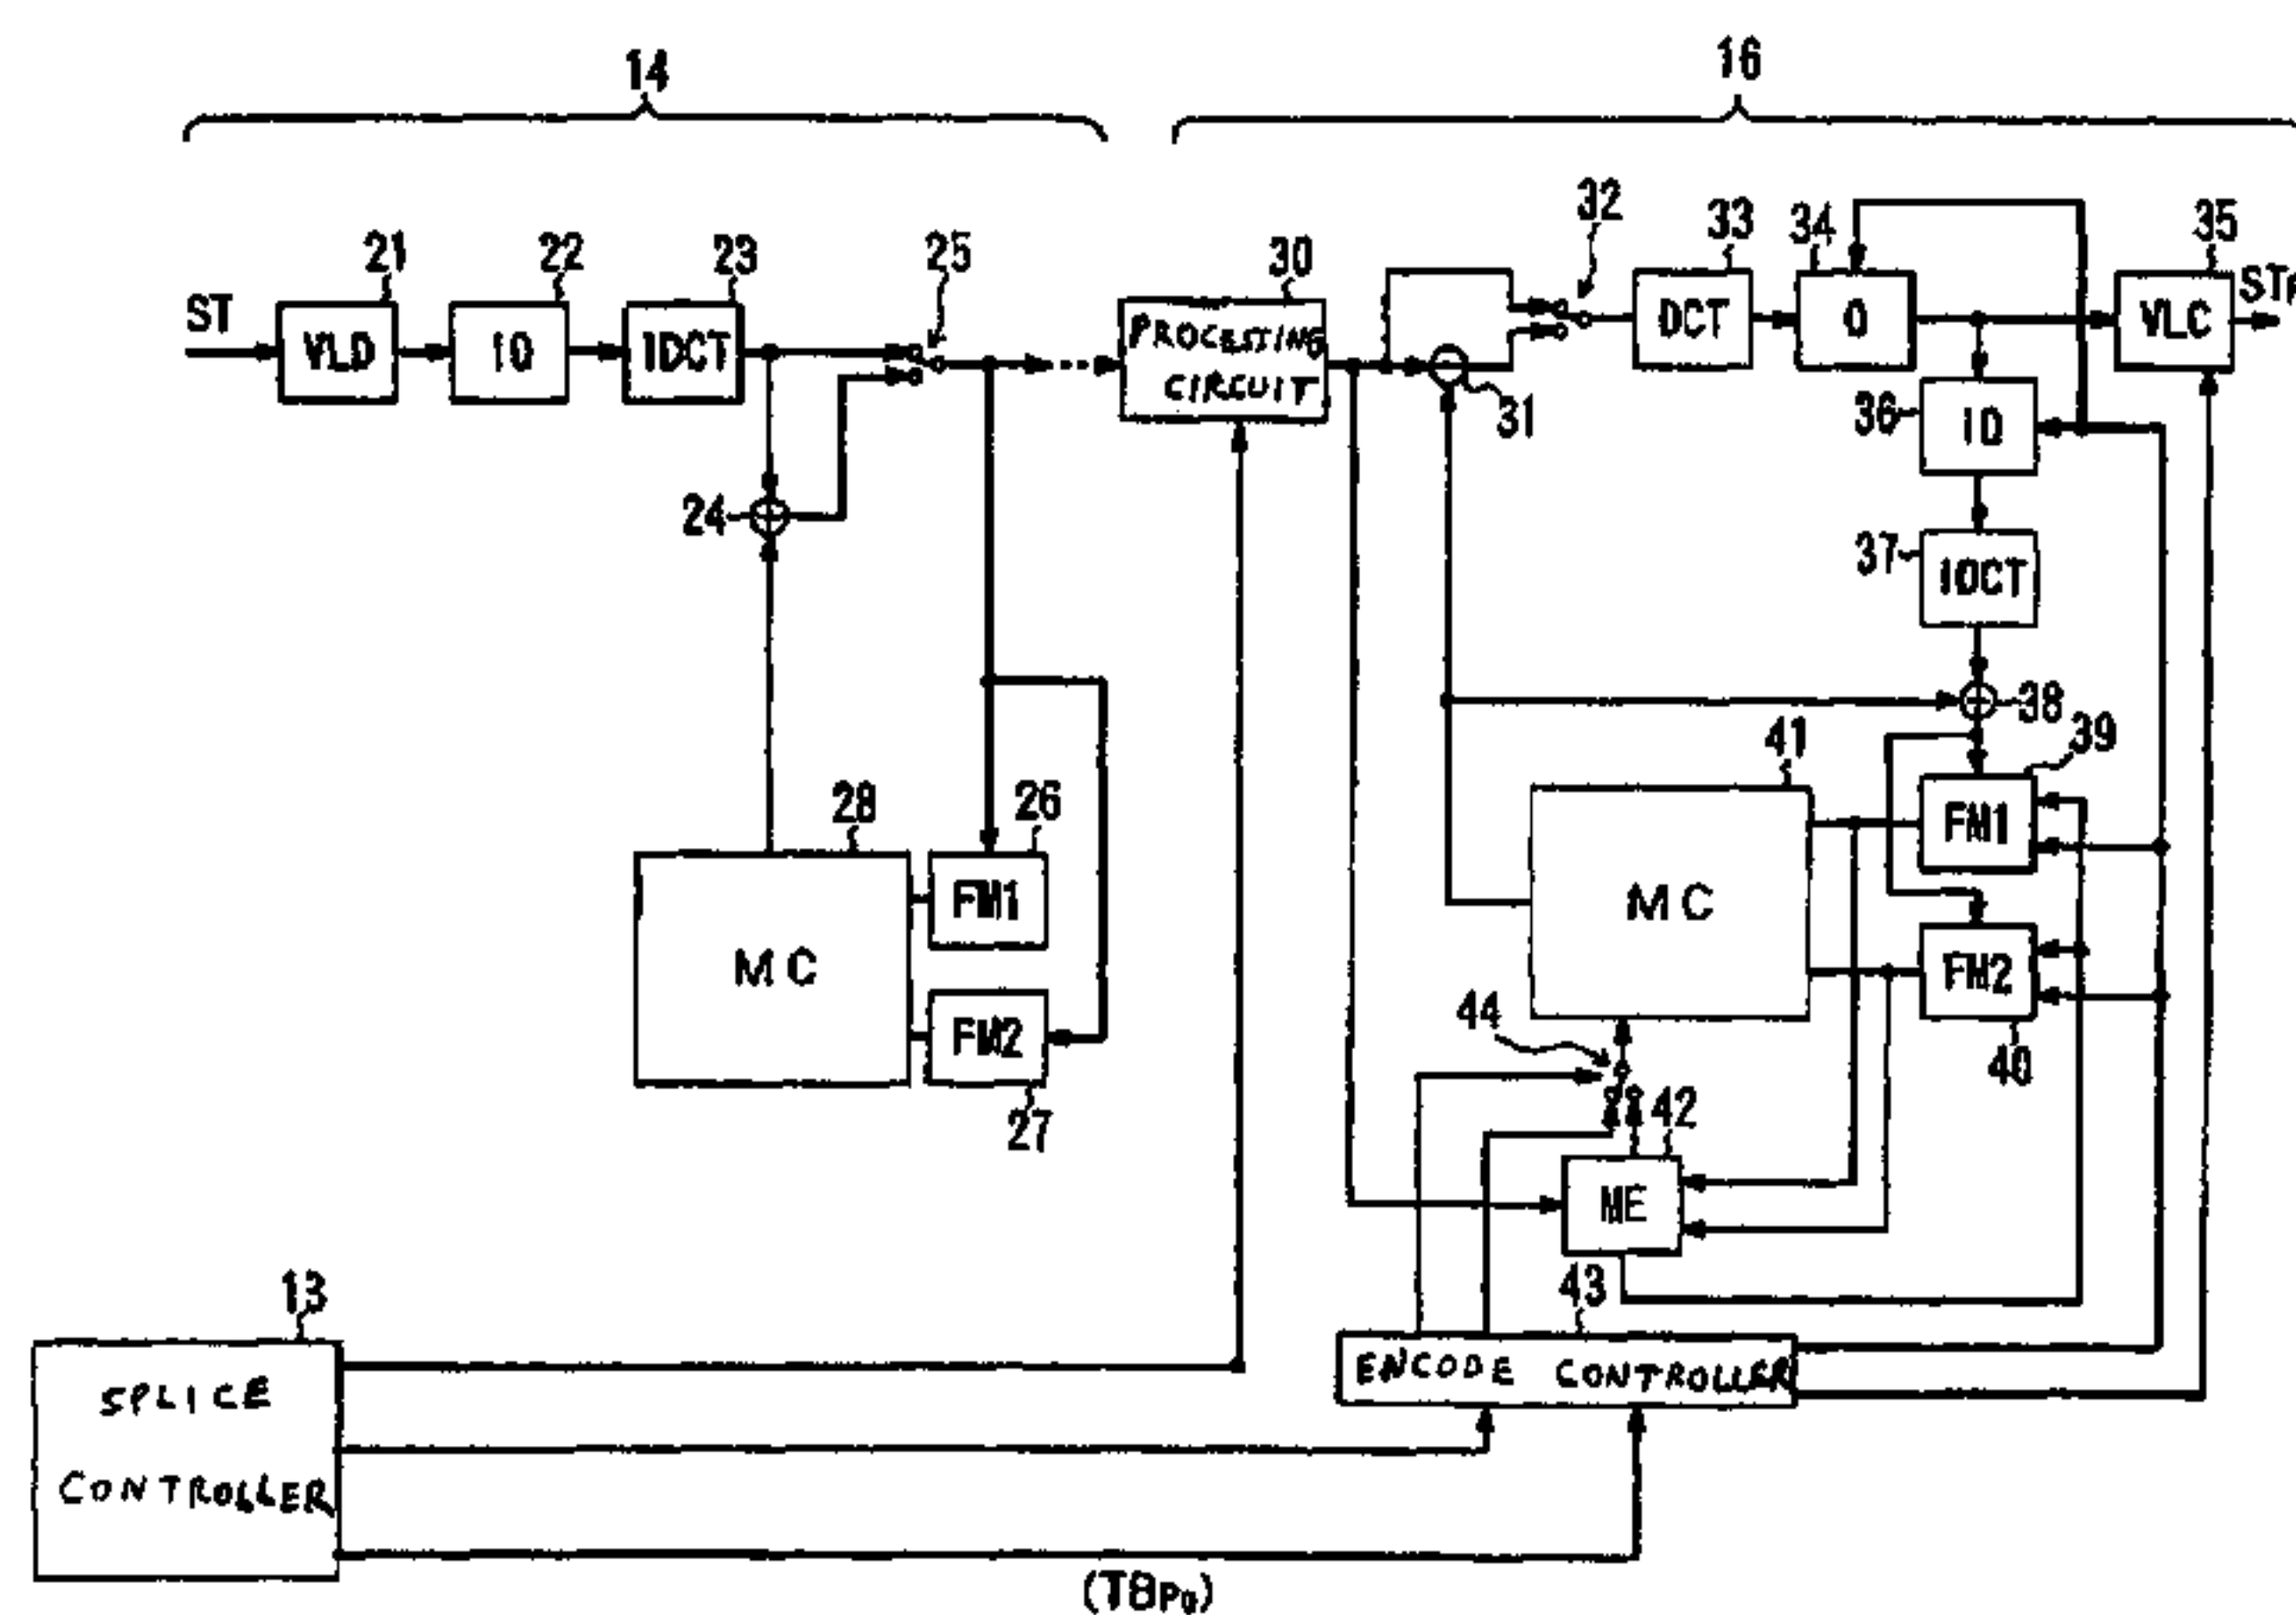 14
16
ST
21
VLD
22
IQ
23
IDCT
24
25
30
PROCESSING
CIRCUIT
31
32
33
DCT
34
Q
35
VLC
36
IQ
37
IDCT
38
39
FM1
41
MC
FM2
40
28
MC
26
FM1
FM2
27
44
42
ME
43
ENCODE CONTROLLER
13
SPLICE
CONTROLLER
(TBP0)